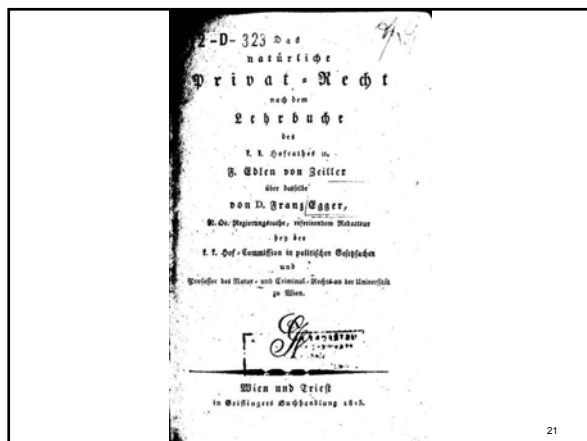 2-D-323 Das
natürliche
Privat-Recht
nach dem
Lehrbuche
des
k. k. Hofrathes u.
F. Edlen von Zeiller
über dasselbe
von D. Franz Egger,
N. Oe. Regierungsrathe, referirendem Redacteur
bey der
k. k. Hof-Commission in politischen Gesetzsachen
und
Professor des Natur- und Criminal-Rechts an der Universität
zu Wien.
Wien und Triest
in Geistingers Buchhandlung 1815.
21